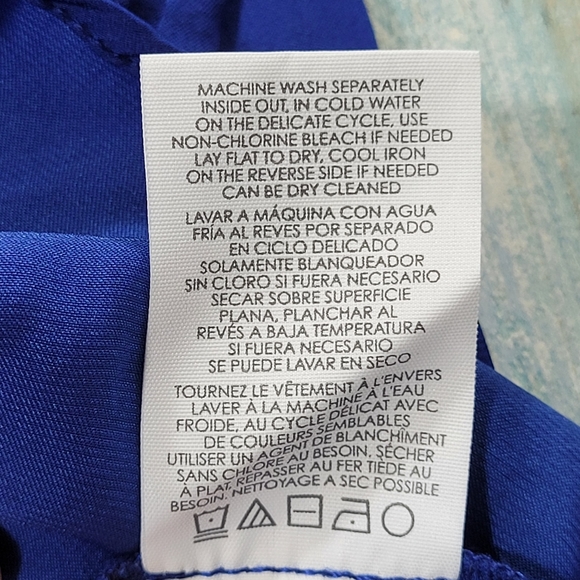 MACHINE WASH SEPARATELY
INSIDE OUT, IN COLD WATER
ON THE DELICATE CYCLE, USE
NON-CHLORINE BLEACH IF NEEDED
LAY FLAT TO DRY, COOL IRON
ON THE REVERSE SIDE IF NEEDED
CAN BE DRY CLEANED
LAVAR A MÁQUINA CON AGUA
FRÍA AL REVES POR SEPARADO
EN CICLO DELICADO
SOLAMENTE BLANQUEADOR
SIN CLORO SI FUERA NECESARIO
SECAR SOBRE SUPERFICIE
PLANA, PLANCHAR AL
REVÉS A BAJA TEMPERATURA
SI FUERA NECESARIO
SE PUEDE LAVAR EN SECO
TOURNEZ LE VÊTEMENT À L'ENVERS
LAVER À LA MACHINE À L'EAU
FROIDE, AU CYCLE DÉLICAT AVEC
DE COULEURS SEMBLABLES
UTILISER UN AGENT DE BLANCHÎMENT
SANS CHLORE AU BESOIN, SÉCHER
À PLAT, REPASSER AU FER TIÈDE AU
BESOIN. NETTOYAGE A SEC POSSIBLE